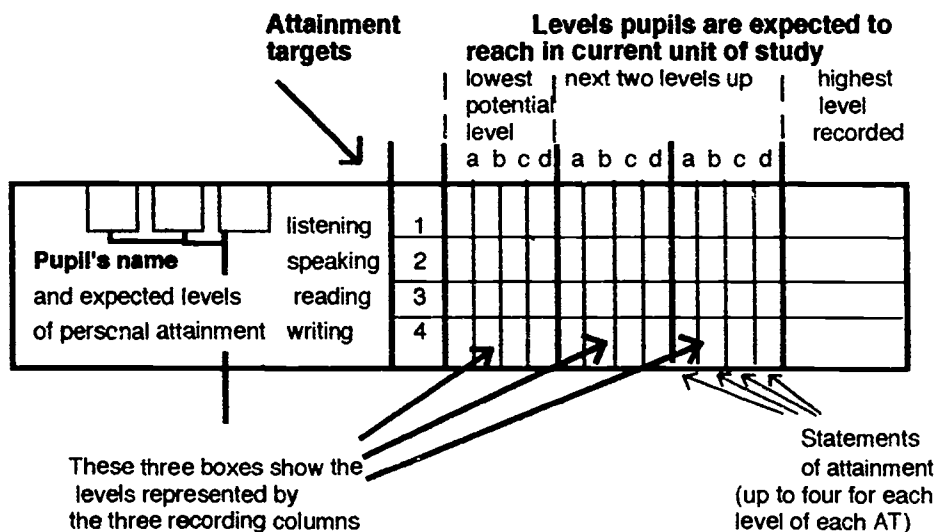 Attainment
targets
Levels pupils are expected to
reach in current unit of study
lowest
potential
level
next two levels up
highest
level
recorded
a b c d a b c d a b c d
listening 1
Pupil's name speaking 2
and expected levels reading 3
of personal attainment writing 4
These three boxes show the
levels represented by
the three recording columns
Statements
of attainment
(up to four for each
level of each AT)